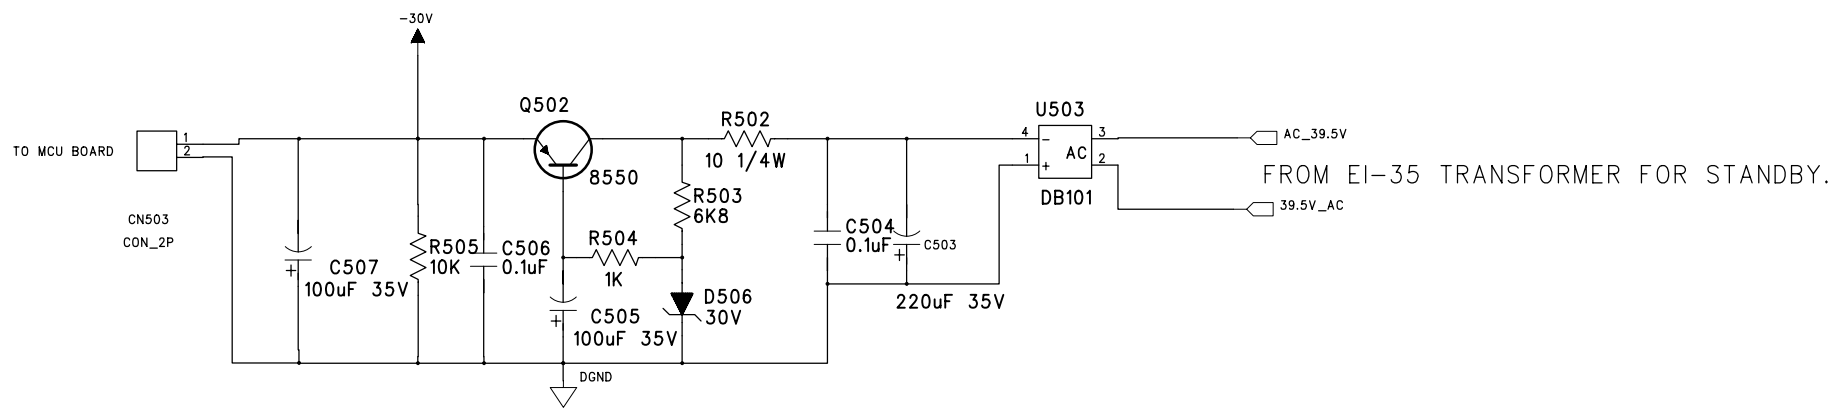 -30V
Q502
8550
R502
10 1/4W
U503
4
-
3
1
+
AC
2
DB101
AC_39.5V
39.5V_AC
FROM EI-35 TRANSFORMER FOR STANDBY.
TO MCU BOARD
1
2
CN503
CON_2P
R503
6K8
R504
1K
R505
10K
C506
0.1uF
C504
0.1uF
+
C503
220uF 35V
+
C507
100uF 35V
+
C505
100uF 35V
D506
30V
DGND